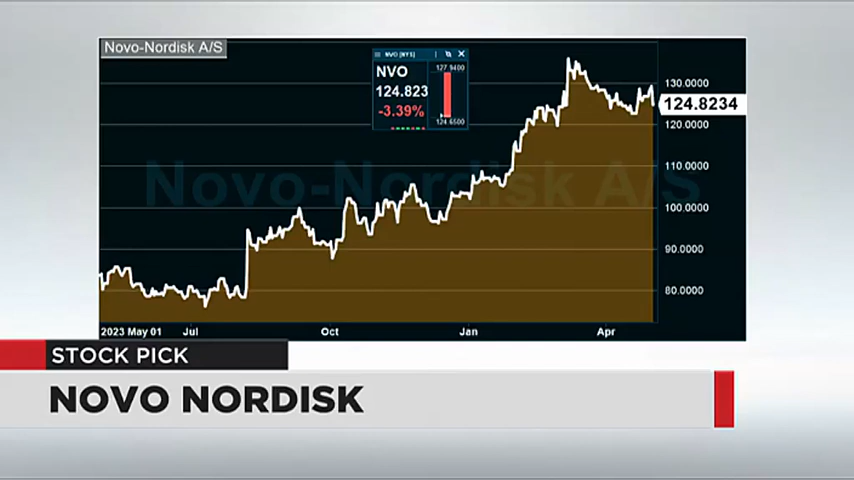 Novo-Nordisk A/S
NVO [NYS]
NVO
124.823
-3.39%
127.9400
124.6500
Novo-Nordisk A/S
130.0000
124.8234
120.0000
110.0000
100.0000
90.0000
80.0000
2023 May 01 Jul Oct Jan Apr
STOCK PICK
NOVO NORDISK